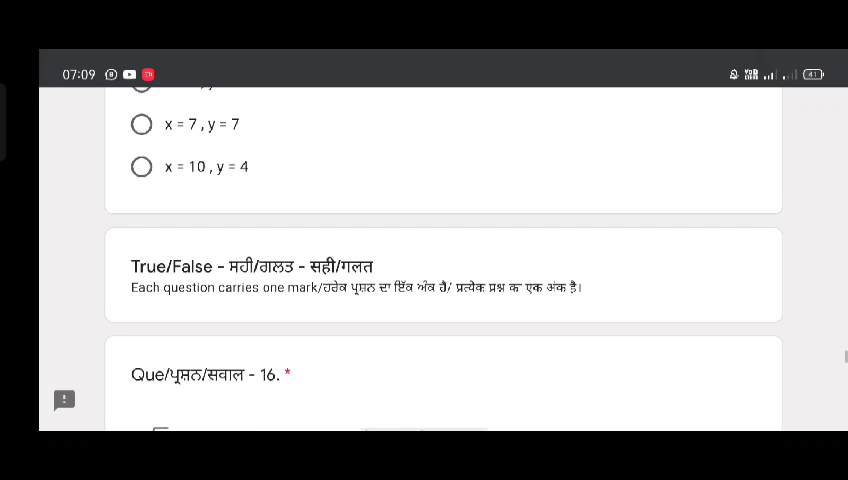 07:09
41
x = 7 , y = 7
x = 10 , y = 4
True/False - ਸਹੀ/ਗਲਤ - सही/गलत
Each question carries one mark/ਹਰੇਕ ਪ੍ਰਸ਼ਨ ਦਾ ਇੱਕ ਅੰਕ ਹੈ/ प्रत्येक प्रश्न का एक अंक है।
Que/ਪ੍ਰਸ਼ਨ/सवाल - 16. *